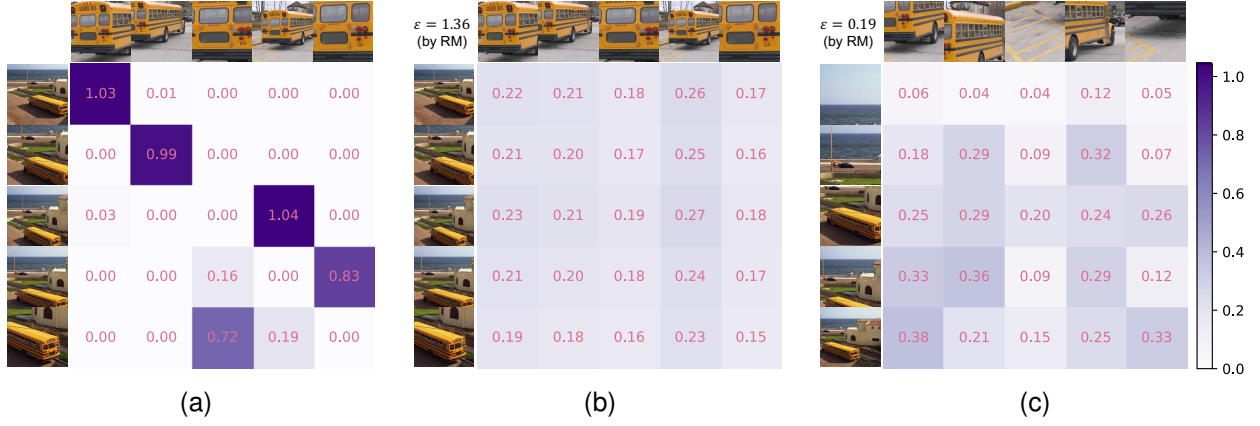 SCHOOL BUS
ε = 1.36
(by RM)
ε = 0.19
(by RM)
1.03 0.01 0.00 0.00 0.00
0.00 0.99 0.00 0.00 0.00
0.03 0.00 0.00 1.04 0.00
0.00 0.00 0.16 0.00 0.83
0.00 0.00 0.72 0.19 0.00
(a)
0.22 0.21 0.18 0.26 0.17
0.21 0.20 0.17 0.25 0.16
0.23 0.21 0.19 0.27 0.18
0.21 0.20 0.18 0.24 0.17
0.19 0.18 0.16 0.23 0.15
(b)
0.06 0.04 0.04 0.12 0.05
0.18 0.29 0.09 0.32 0.07
0.25 0.29 0.20 0.24 0.26
0.33 0.36 0.09 0.29 0.12
0.38 0.21 0.15 0.25 0.33
(c)
1.0
0.8
0.6
0.4
0.2
0.0